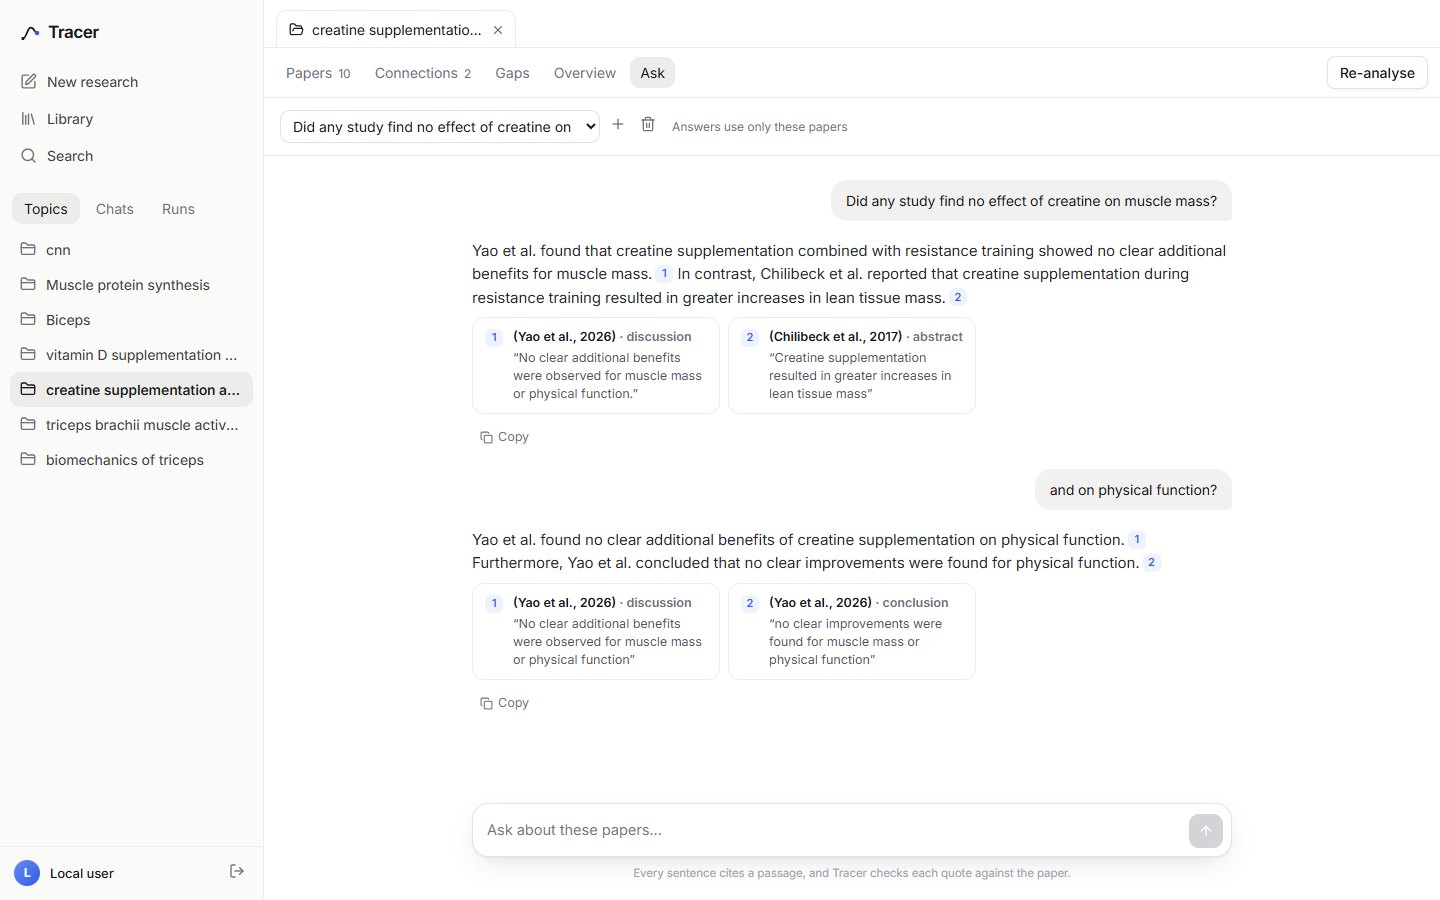 Tracer
New research
Library
Search
Topics
Chats
Runs
cnn
Muscle protein synthesis
Biceps
vitamin D supplementation ...
creatine supplementation a...
triceps brachii muscle activ...
biomechanics of triceps
L
Local user
creatine supplementatio...
Papers 10
Connections 2
Gaps
Overview
Ask
Re-analyse
Did any study find no effect of creatine on
Answers use only these papers
Did any study find no effect of creatine on muscle mass?
Yao et al. found that creatine supplementation combined with resistance training showed no clear additional
benefits for muscle mass. 1 In contrast, Chilibeck et al. reported that creatine supplementation during
resistance training resulted in greater increases in lean tissue mass. 2
1 (Yao et al., 2026) · discussion
“No clear additional benefits
were observed for muscle mass
or physical function.”
2 (Chilibeck et al., 2017) · abstract
“Creatine supplementation
resulted in greater increases in
lean tissue mass”
Copy
and on physical function?
Yao et al. found no clear additional benefits of creatine supplementation on physical function. 1
Furthermore, Yao et al. concluded that no clear improvements were found for physical function. 2
1 (Yao et al., 2026) · discussion
“No clear additional benefits
were observed for muscle mass
or physical function”
2 (Yao et al., 2026) · conclusion
“no clear improvements were
found for muscle mass or
physical function”
Copy
Ask about these papers...
Every sentence cites a passage, and Tracer checks each quote against the paper.